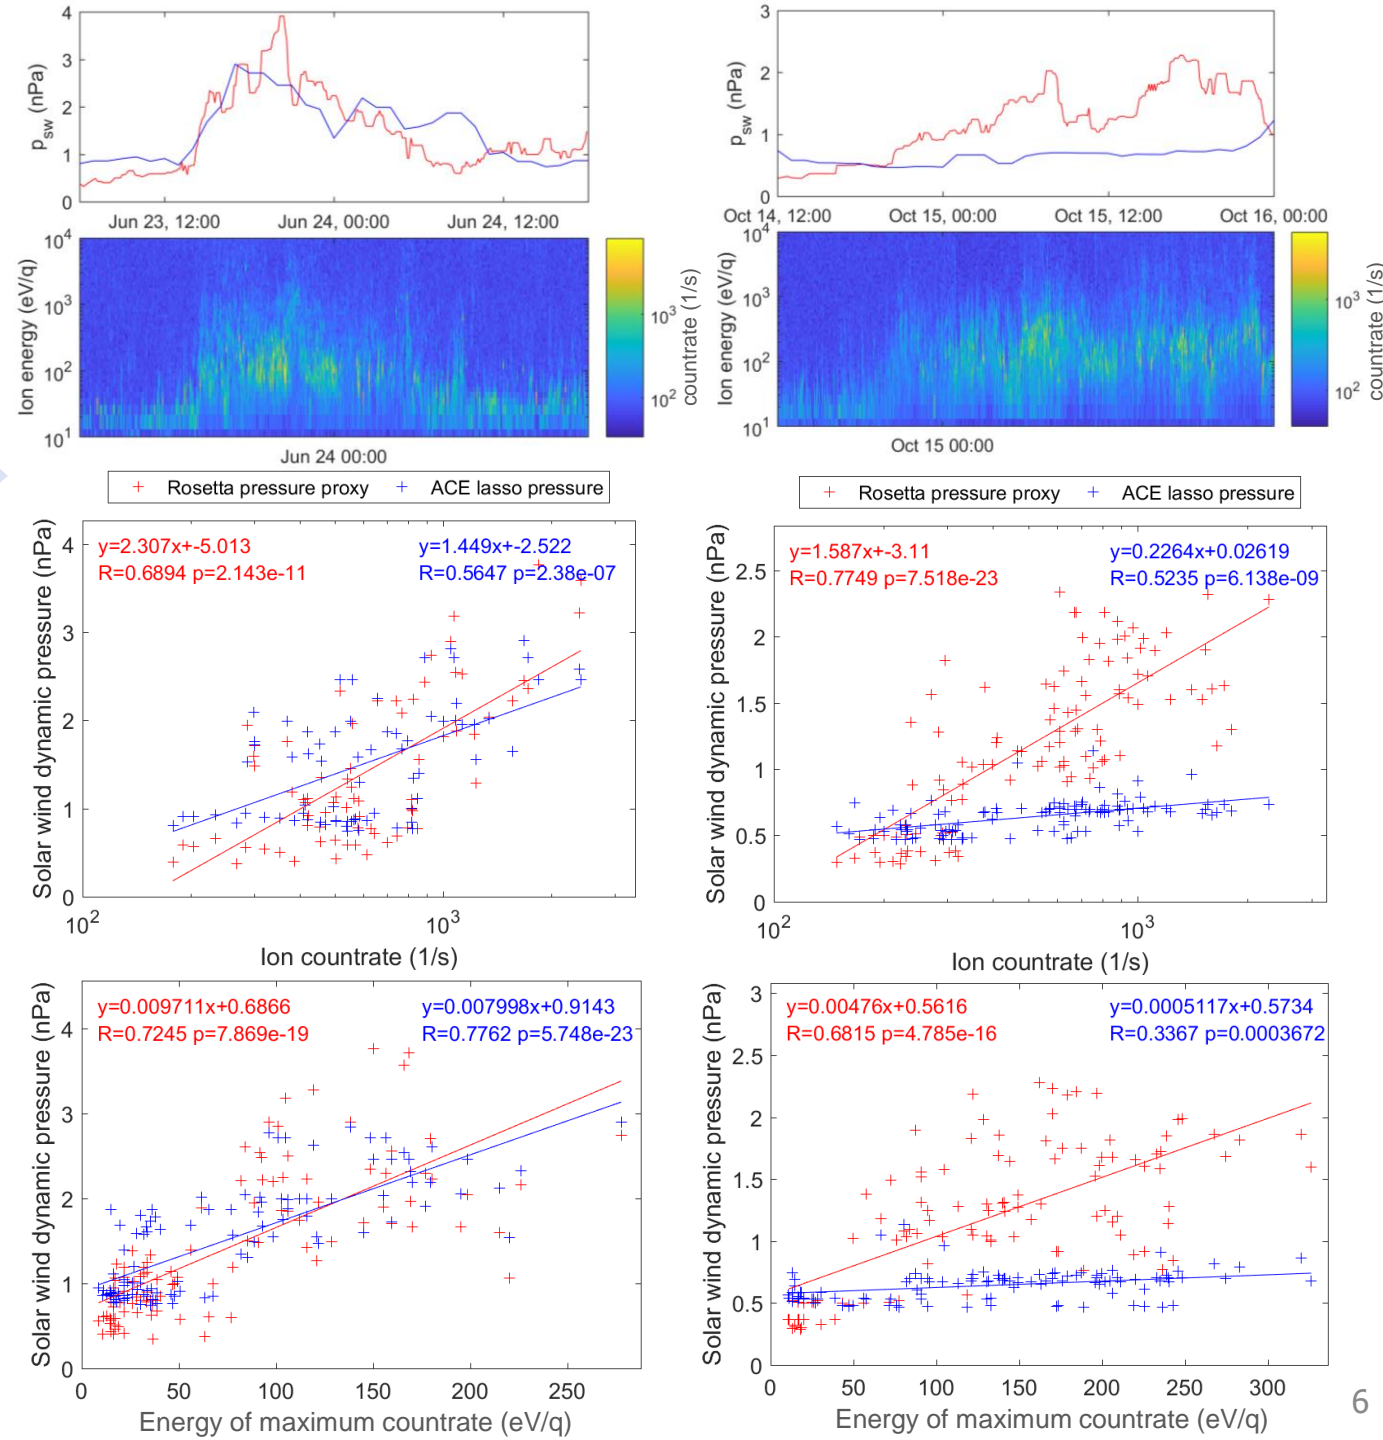 4
3
2
1
0
p_sw (nPa)
Jun 23, 12:00 Jun 24, 00:00 Jun 24, 12:00
3
2
1
0
p_sw (nPa)
Oct 14, 12:00 Oct 15, 00:00 Oct 15, 12:00 Oct 16, 00:00
10^4
10^3
10^2
10^1
Ion energy (eV/q)
Jun 24 00:00
10^3
10^2
countrate (1/s)
10^4
10^3
10^2
10^1
Ion energy (eV/q)
Oct 15 00:00
10^3
10^2
countrate (1/s)
Rosetta pressure proxy ACE lasso pressure
Rosetta pressure proxy ACE lasso pressure
y=2.307x+-5.013 y=1.449x+-2.522
R=0.6894 p=2.143e-11 R=0.5647 p=2.38e-07
4
3
2
1
0
Solar wind dynamic pressure (nPa)
10^2 10^3
Ion countrate (1/s)
y=1.587x+-3.11 y=0.2264x+0.02619
R=0.7749 p=7.518e-23 R=0.5235 p=6.138e-09
2.5
2
1.5
1
0.5
0
Solar wind dynamic pressure (nPa)
10^2 10^3
Ion countrate (1/s)
y=0.009711x+0.6866 y=0.007998x+0.9143
R=0.7245 p=7.869e-19 R=0.7762 p=5.748e-23
4
3
2
1
0
Solar wind dynamic pressure (nPa)
0 50 100 150 200 250
Energy of maximum countrate (eV/q)
y=0.00476x+0.5616 y=0.0005117x+0.5734
R=0.6815 p=4.785e-16 R=0.3367 p=0.0003672
3
2.5
2
1.5
1
0.5
0
Solar wind dynamic pressure (nPa)
0 50 100 150 200 250 300
Energy of maximum countrate (eV/q)
6